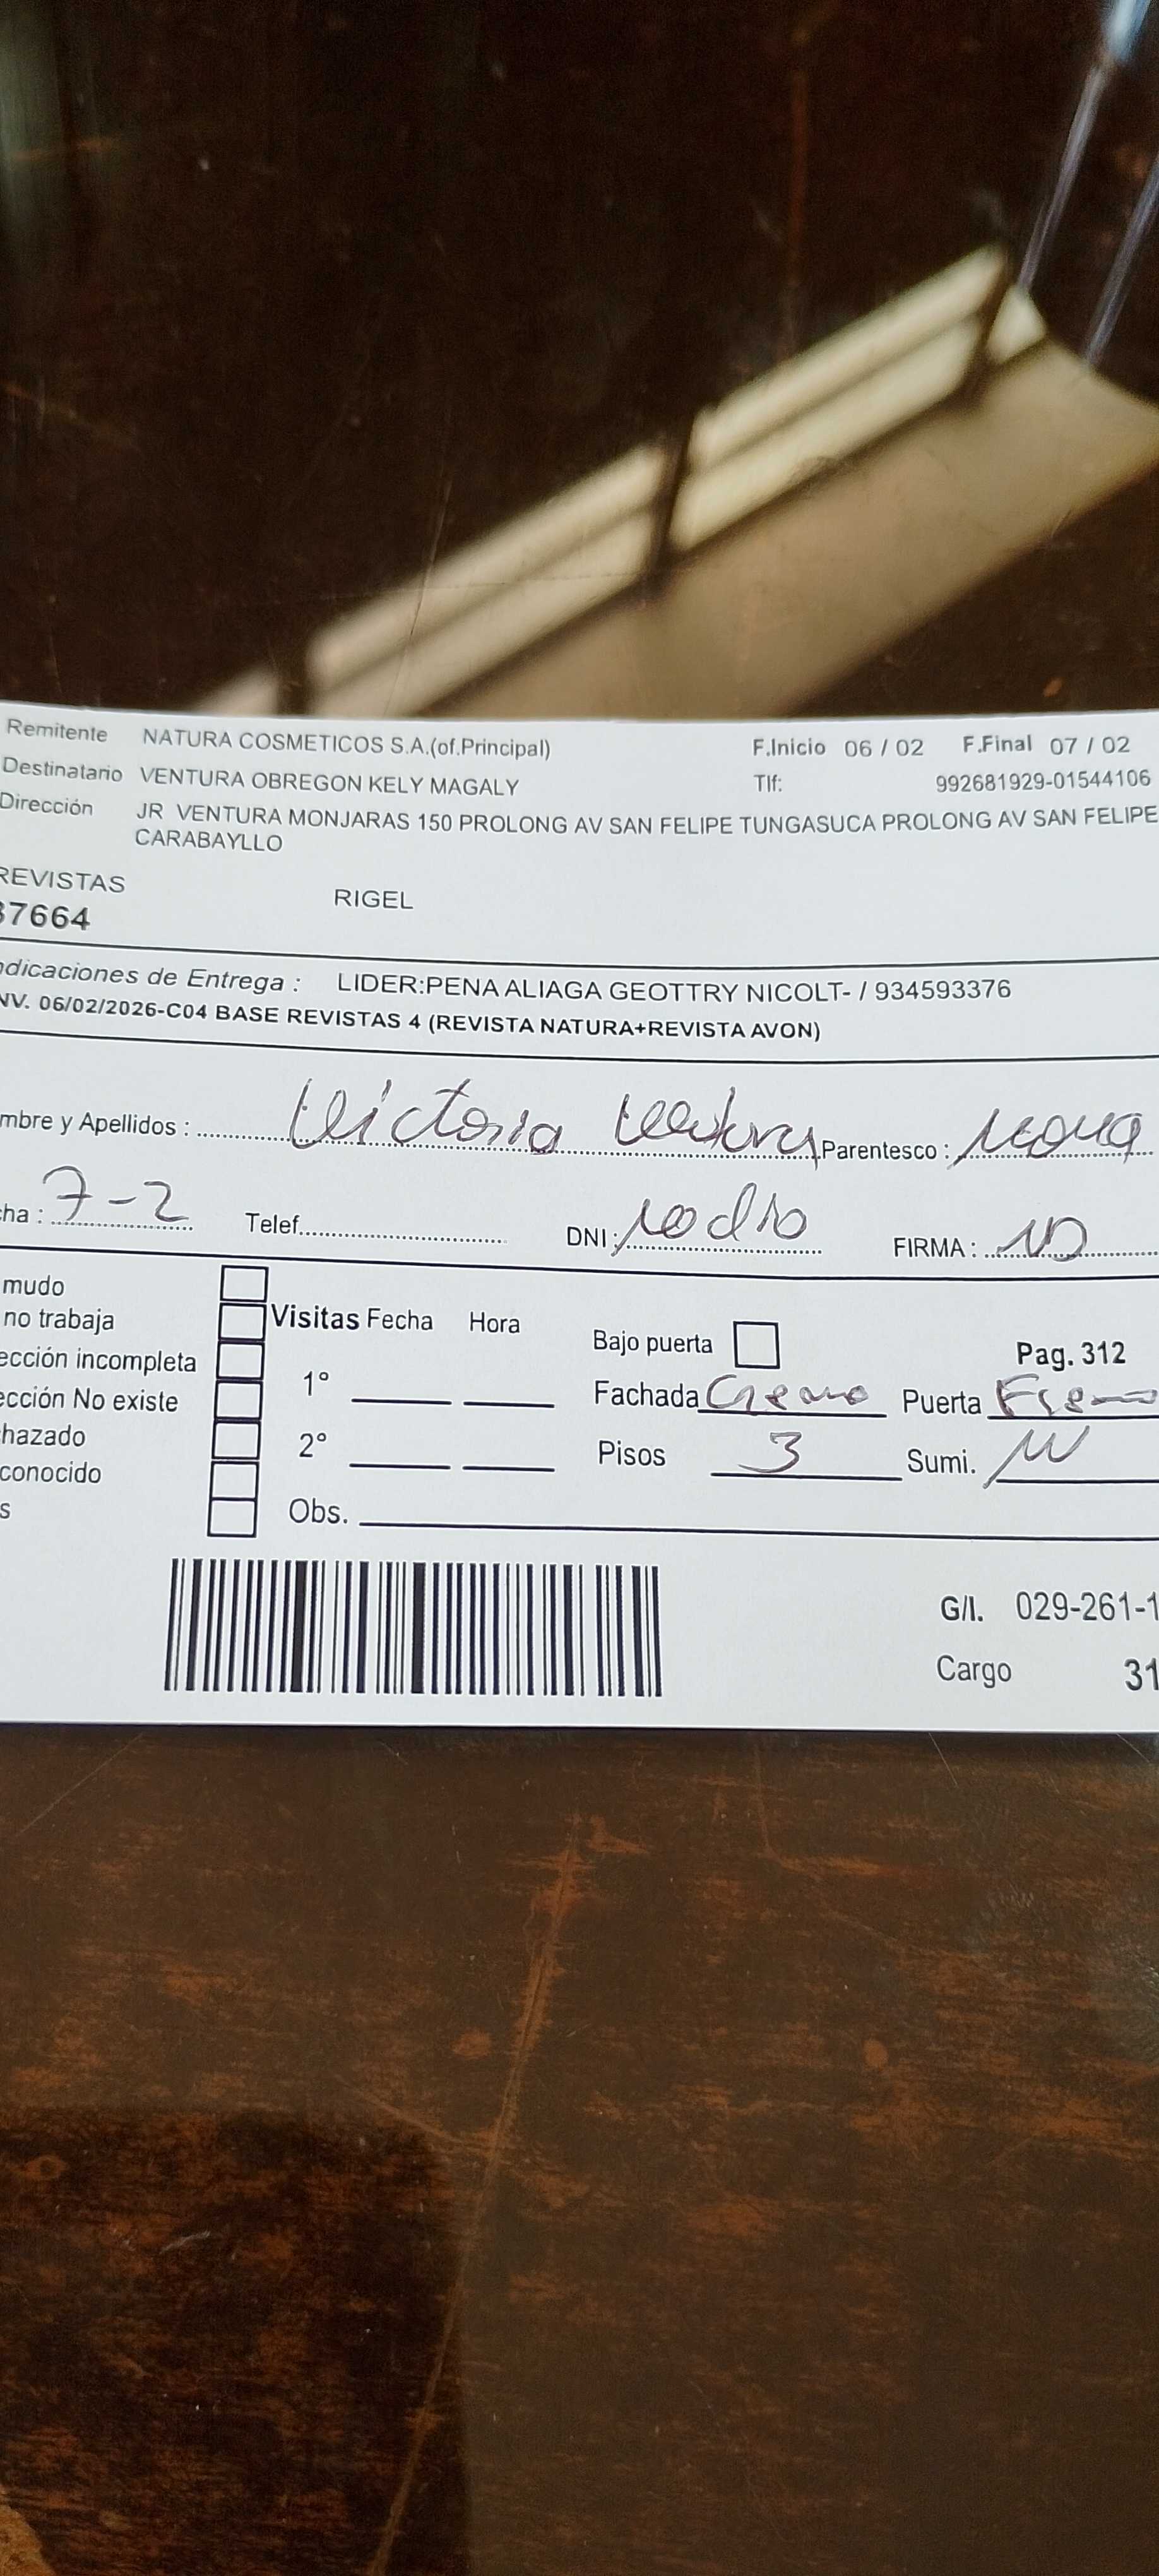 Remitente NATURA COSMETICOS S.A.(of.Principal) F.Inicio 06 / 02 F.Final 07 / 02
Destinatario VENTURA OBREGON KELY MAGALY Tlf: 992681929-01544106
Dirección JR VENTURA MONJARAS 150 PROLONG AV SAN FELIPE TUNGASUCA PROLONG AV SAN FELIPE
CARABAYLLO
REVISTAS RIGEL
37664
ndicaciones de Entrega : LIDER:PENA ALIAGA GEOTTRY NICOLT- / 934593376
NV. 06/02/2026-C04 BASE REVISTAS 4 (REVISTA NATURA+REVISTA AVON)
mbre y Apellidos : Victoria Ventura Parentesco :
cha : 7-2 Telef. DNI: FIRMA :
mudo
no trabaja Visitas Fecha Hora Bajo puerta Pag. 312
ección incompleta 1° Fachada Crema Puerta
ección No existe
hazado 2° Pisos 3 Sumi.
conocido
s Obs.
G/I. 029-261-1
Cargo 31